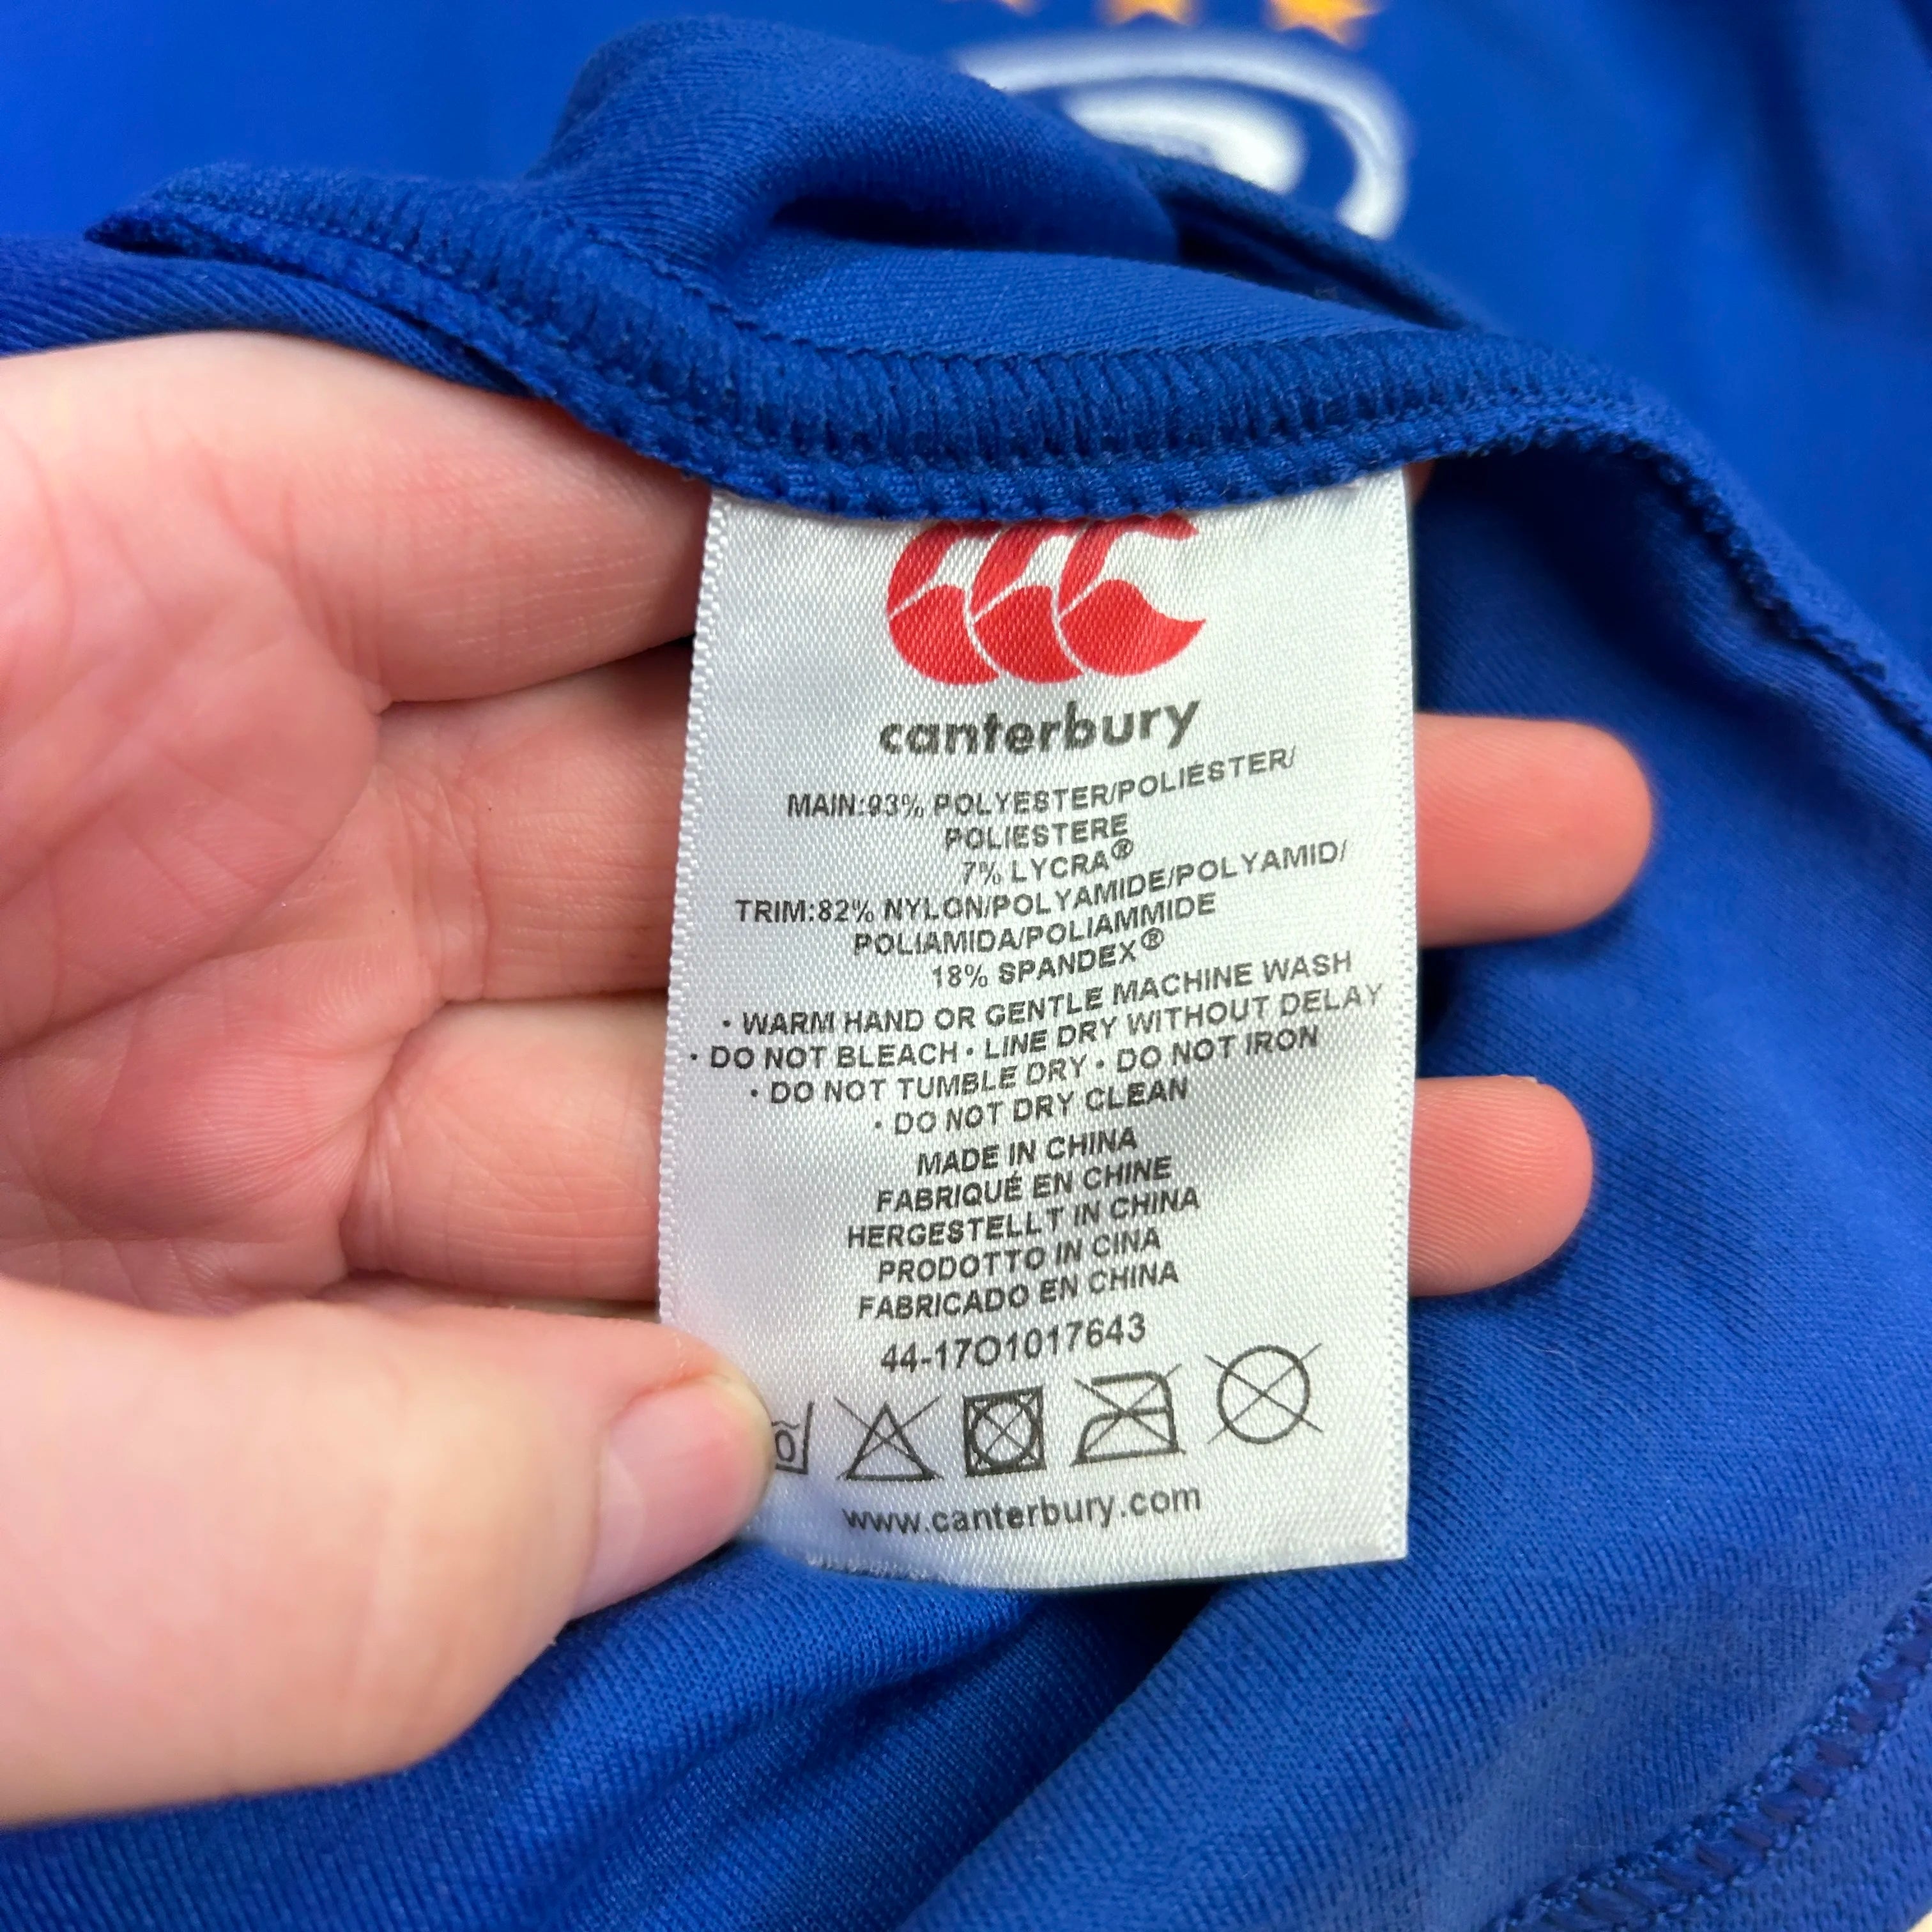 canterbury
MAIN:93% POLYESTER/POLIÉSTER/
POLIESTERE
7% LYCRA®
TRIM:82% NYLON/POLYAMIDE/POLYAMID/
POLIAMIDA/POLIAMMIDE
18% SPANDEX®
• WARM HAND OR GENTLE MACHINE WASH
• DO NOT BLEACH • LINE DRY WITHOUT DELAY
• DO NOT TUMBLE DRY • DO NOT IRON
• DO NOT DRY CLEAN
MADE IN CHINA
FABRIQUÉ EN CHINE
HERGESTELLT IN CHINA
PRODOTTO IN CINA
FABRICADO EN CHINA
44-17O1017643
www.canterbury.com